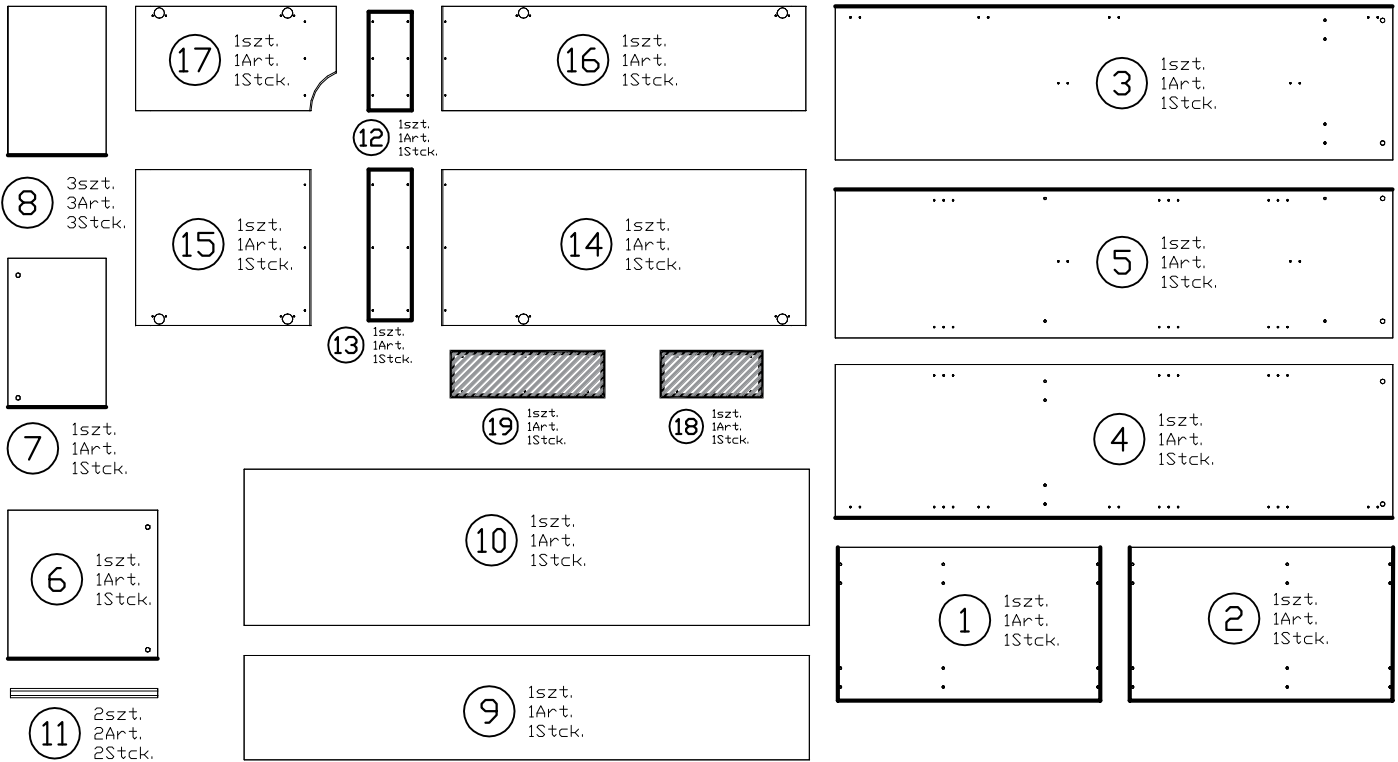 17
1szt.
1Art.
1Stck.
12
1szt.
1Art.
1Stck.
16
1szt.
1Art.
1Stck.
3
1szt.
1Art.
1Stck.
8
3szt.
3Art.
3Stck.
15
1szt.
1Art.
1Stck.
14
1szt.
1Art.
1Stck.
5
1szt.
1Art.
1Stck.
13
1szt.
1Art.
1Stck.
7
1szt.
1Art.
1Stck.
19
1szt.
1Art.
1Stck.
18
1szt.
1Art.
1Stck.
4
1szt.
1Art.
1Stck.
10
1szt.
1Art.
1Stck.
6
1szt.
1Art.
1Stck.
1
1szt.
1Art.
1Stck.
2
1szt.
1Art.
1Stck.
11
2szt.
2Art.
2Stck.
9
1szt.
1Art.
1Stck.